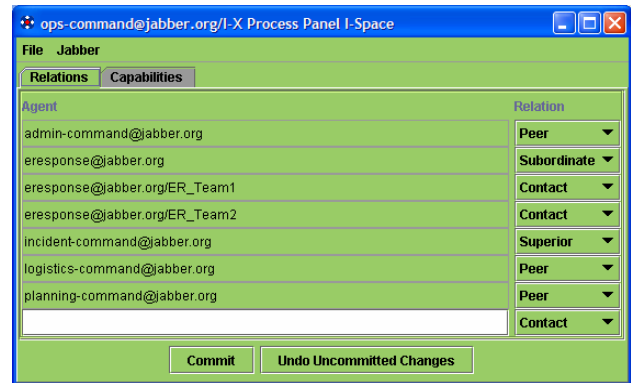 ops-command@jabber.org/I-X Process Panel I-Space
File Jabber
Relations Capabilities
Agent Relation
admin-command@jabber.org Peer
eresponse@jabber.org Subordinate
eresponse@jabber.org/ER_Team1 Contact
eresponse@jabber.org/ER_Team2 Contact
incident-command@jabber.org Superior
logistics-command@jabber.org Peer
planning-command@jabber.org Peer
Contact
Commit Undo Uncommitted Changes